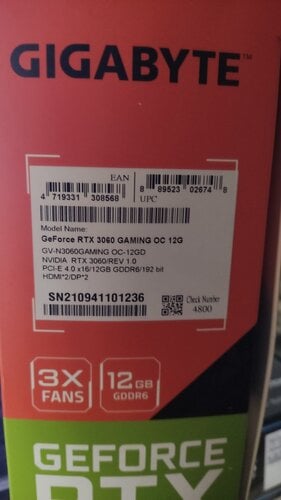 GIGABYTE™
EAN
4 719331 308568
8 89523 02674 8
UPC
Model Name:
GeForce RTX 3060 GAMING OC 12G
GV-N3060GAMING OC-12GD
NVIDIA RTX 3060/REV 1.0
PCI-E 4.0 x16/12GB GDDR6/192 bit
HDMI*2/DP*2
SN210941101236
Check Number
4800
3X
FANS
12GB
GDDR6
GEFORCE
RTX